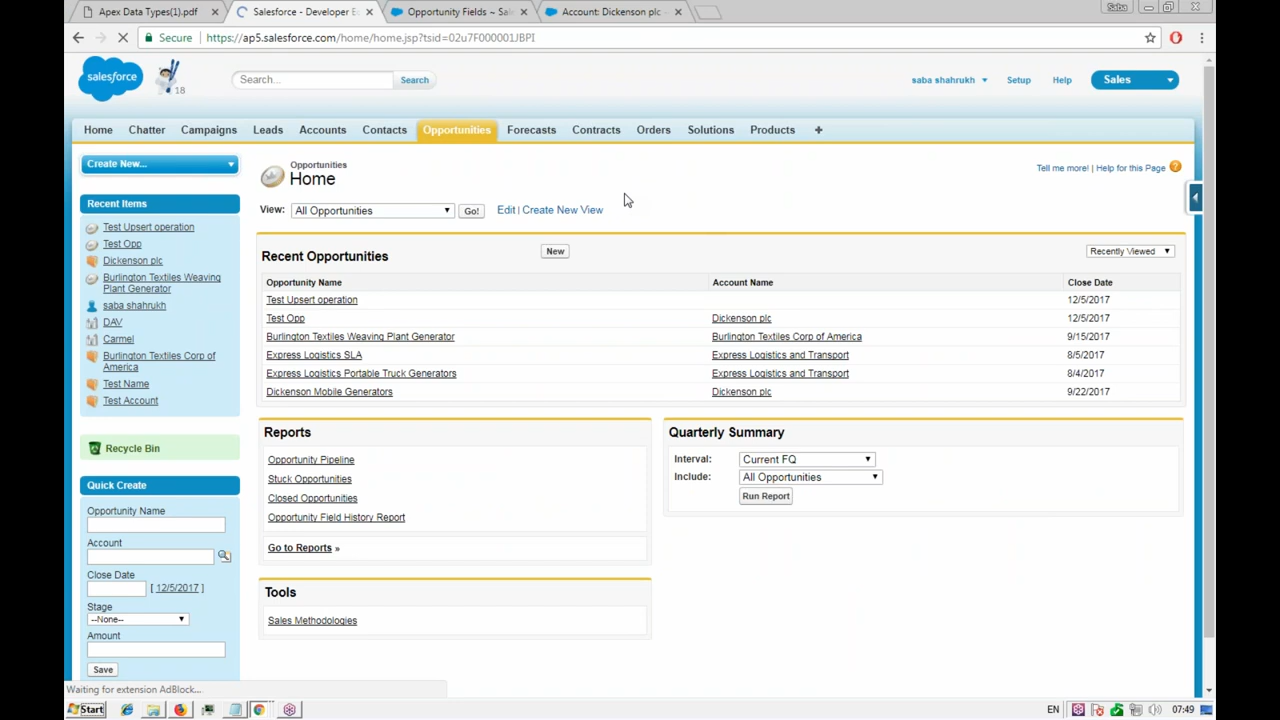 Apex Data Types(1).pdf
Salesforce - Developer E
Opportunity Fields ~ Sale
Account: Dickenson plc ~
Saba
Secure
https://ap5.salesforce.com/home/home.jsp?tsid=02u7F000001JBPI
salesforce
18
Search...
Search
saba shahrukh
Setup
Help
Sales
Home
Chatter
Campaigns
Leads
Accounts
Contacts
Opportunities
Forecasts
Contracts
Orders
Solutions
Products
+
Create New...
Recent Items
Test Upsert operation
Test Opp
Dickenson plc
Burlington Textiles Weaving
Plant Generator
saba shahrukh
DAV
Carmel
Burlington Textiles Corp of
America
Test Name
Test Account
Recycle Bin
Quick Create
Opportunity Name
Account
Close Date
[ 12/5/2017 ]
Stage
--None--
Amount
Save
Opportunities
Home
Tell me more! | Help for this Page ?
View: All Opportunities Go! Edit | Create New View
Recent Opportunities New Recently Viewed
Opportunity Name Account Name Close Date
Test Upsert operation 12/5/2017
Test Opp Dickenson plc 12/5/2017
Burlington Textiles Weaving Plant Generator Burlington Textiles Corp of America 9/15/2017
Express Logistics SLA Express Logistics and Transport 8/5/2017
Express Logistics Portable Truck Generators Express Logistics and Transport 8/4/2017
Dickenson Mobile Generators Dickenson plc 9/22/2017
Reports
Opportunity Pipeline
Stuck Opportunities
Closed Opportunities
Opportunity Field History Report
Go to Reports »
Quarterly Summary
Interval: Current FQ
Include: All Opportunities
Run Report
Tools
Sales Methodologies
Waiting for extension AdBlock...
Start
EN
07:49